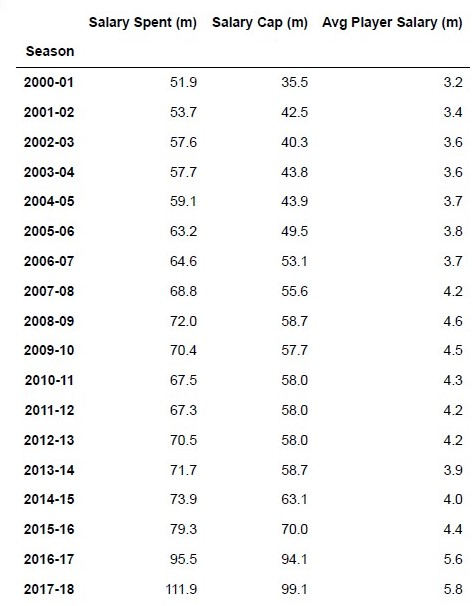 Salary Spent (m) Salary Cap (m) Avg Player Salary (m)
Season
2000-01 51.9 35.5 3.2
2001-02 53.7 42.5 3.4
2002-03 57.6 40.3 3.6
2003-04 57.7 43.8 3.6
2004-05 59.1 43.9 3.7
2005-06 63.2 49.5 3.8
2006-07 64.6 53.1 3.7
2007-08 68.8 55.6 4.2
2008-09 72.0 58.7 4.6
2009-10 70.4 57.7 4.5
2010-11 67.5 58.0 4.3
2011-12 67.3 58.0 4.2
2012-13 70.5 58.0 4.2
2013-14 71.7 58.7 3.9
2014-15 73.9 63.1 4.0
2015-16 79.3 70.0 4.4
2016-17 95.5 94.1 5.6
2017-18 111.9 99.1 5.8